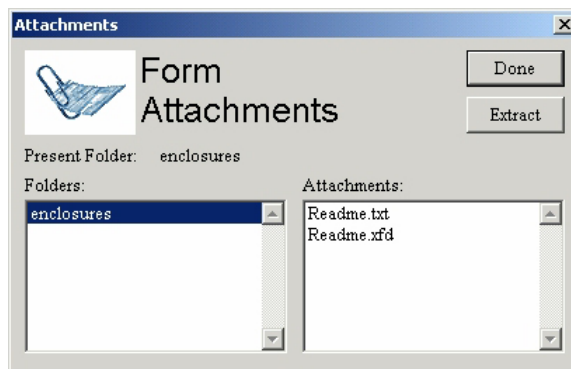 Attachments
Form
Attachments
Done
Extract
Present Folder: enclosures
Folders:
Attachments:
enclosures
Readme.txt
Readme.xfd